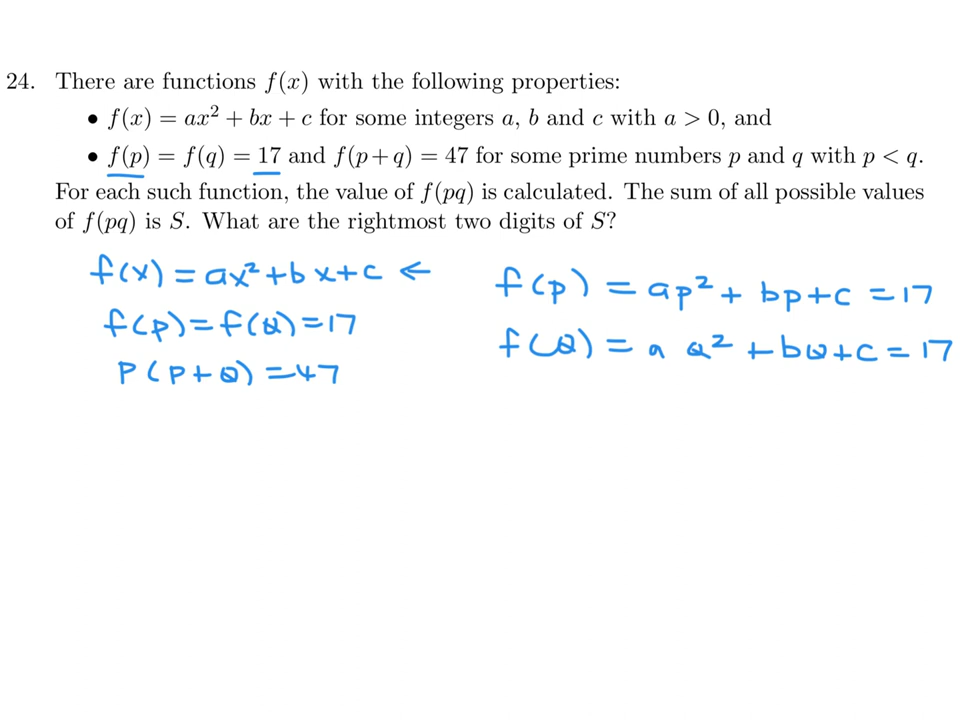 24. There are functions f(x) with the following properties:
• f(x) = ax² + bx + c for some integers a, b and c with a > 0, and
• f(p) = f(q) = 17 and f(p+q) = 47 for some prime numbers p and q with p < q.
For each such function, the value of f(pq) is calculated. The sum of all possible values
of f(pq) is S. What are the rightmost two digits of S?
f(x) = ax²+bx+c ←
f(p)=f(Q)=17
P(P+Q)=47
f(p) = ap²+ bp+c =17
f(Q) = a Q² +bQ+c = 17